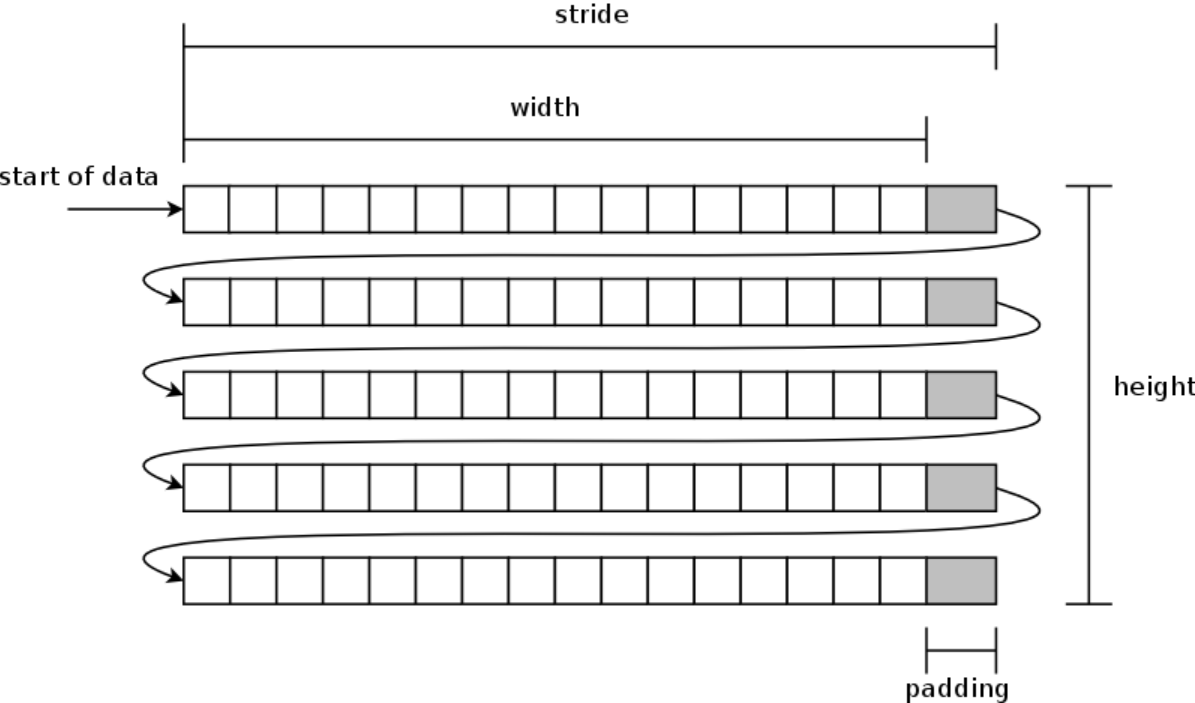 stride
width
start of data
height
padding